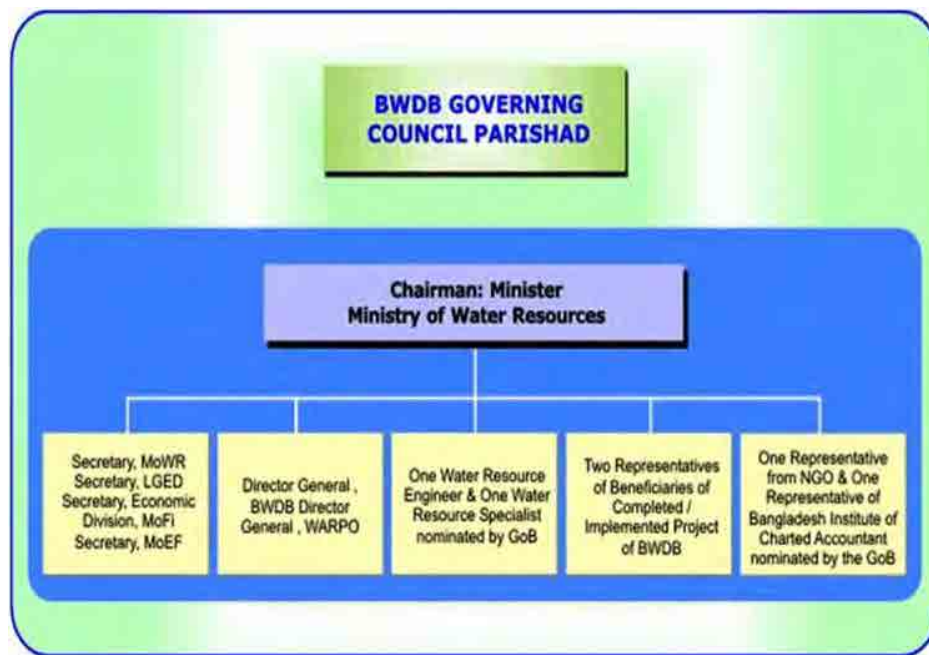 BWDB GOVERNING
COUNCIL PARISHAD
Chairman: Minister
Ministry of Water Resources
Secretary, MoWR
Secretary, LGED
Secretary, Economic
Division, MoFi
Secretary, MoEF
Director General ,
BWDB Director
General , WARPO
One Water Resource
Engineer & One Water
Resource Specialist
nominated by GoB
Two Representatives
of Beneficiaries of
Completed /
Implemented Project
of BWDB
One Representative
from NGO & One
Representative of
Bangladesh Institute of
Charted Accountant
nominated by the GoB